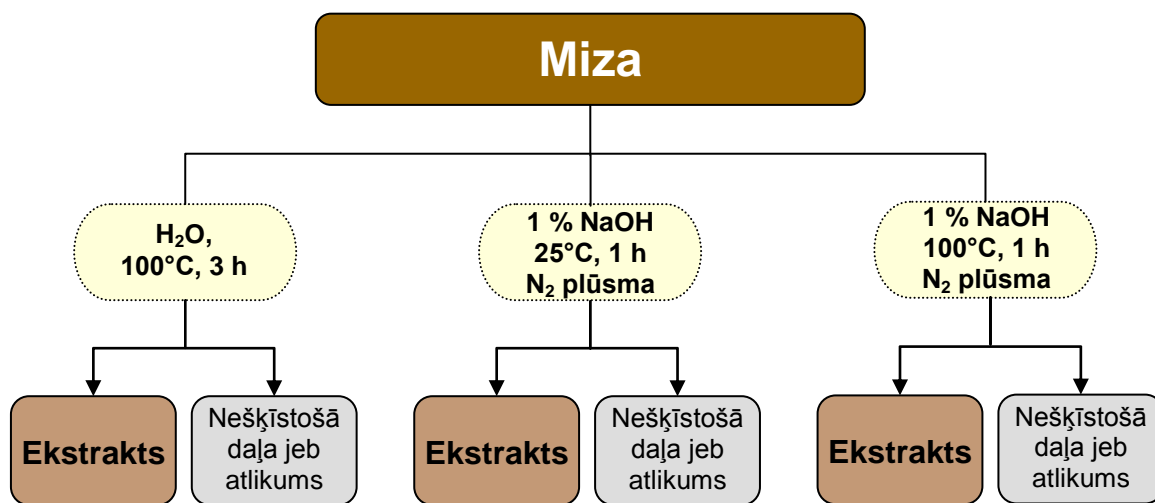 Miza
H₂O,
100°C, 3 h
1 % NaOH
25°C, 1 h
N₂ plūsma
1 % NaOH
100°C, 1 h
N₂ plūsma
Ekstrakts
Nešķīstošā
daļa jeb
atlikums
Ekstrakts
Nešķīstošā
daļa jeb
atlikums
Ekstrakts
Nešķīstošā
daļa jeb
atlikums